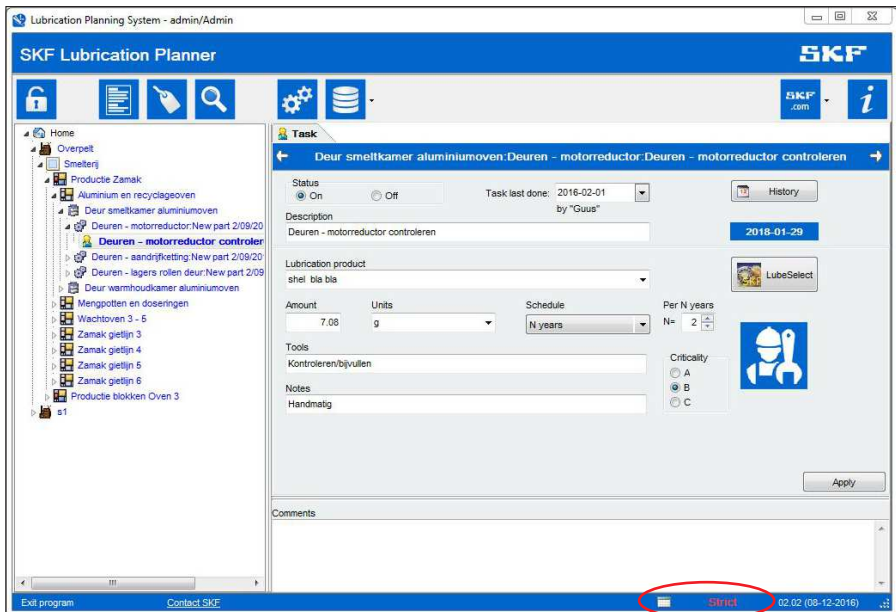 Lubrication Planning System - admin/Admin
SKF Lubrication Planner
SKF
SKF
.com
i
Home
Overpelt
Smelterij
Productie Zamak
Aluminium en recyclageoven
Deur smeltkamer aluminiumoven
Deuren - motorreductor:New part 2/09/20
Deuren - motorreductor controler
Deuren - aandrijfketting:New part 2/09/20
Deuren - lagers rollen deur:New part 2/09
Deur warmhoudkamer aluminiumoven
Mengpotten en doseringen
Wachtoven 3 - 5
Zamak gietlijn 3
Zamak gietlijn 4
Zamak gietlijn 5
Zamak gietlijn 6
Productie blokken Oven 3
s1
Task
Deur smeltkamer aluminiumoven:Deuren - motorreductor:Deuren - motorreductor controleren
Status
On Off
Task last done: 2016-02-01
by "Guus"
History
Description
Deuren - motorreductor controleren
2018-01-29
Lubrication product
shel bla bla
LubeSelect
Amount Units Schedule Per N years
7.08 g N years N= 2
Tools
Kontroleren/bijvullen
Criticality
A
B
C
Notes
Handmatig
Apply
Comments
Exit program Contact SKF Strict 02.02 (08-12-2016)